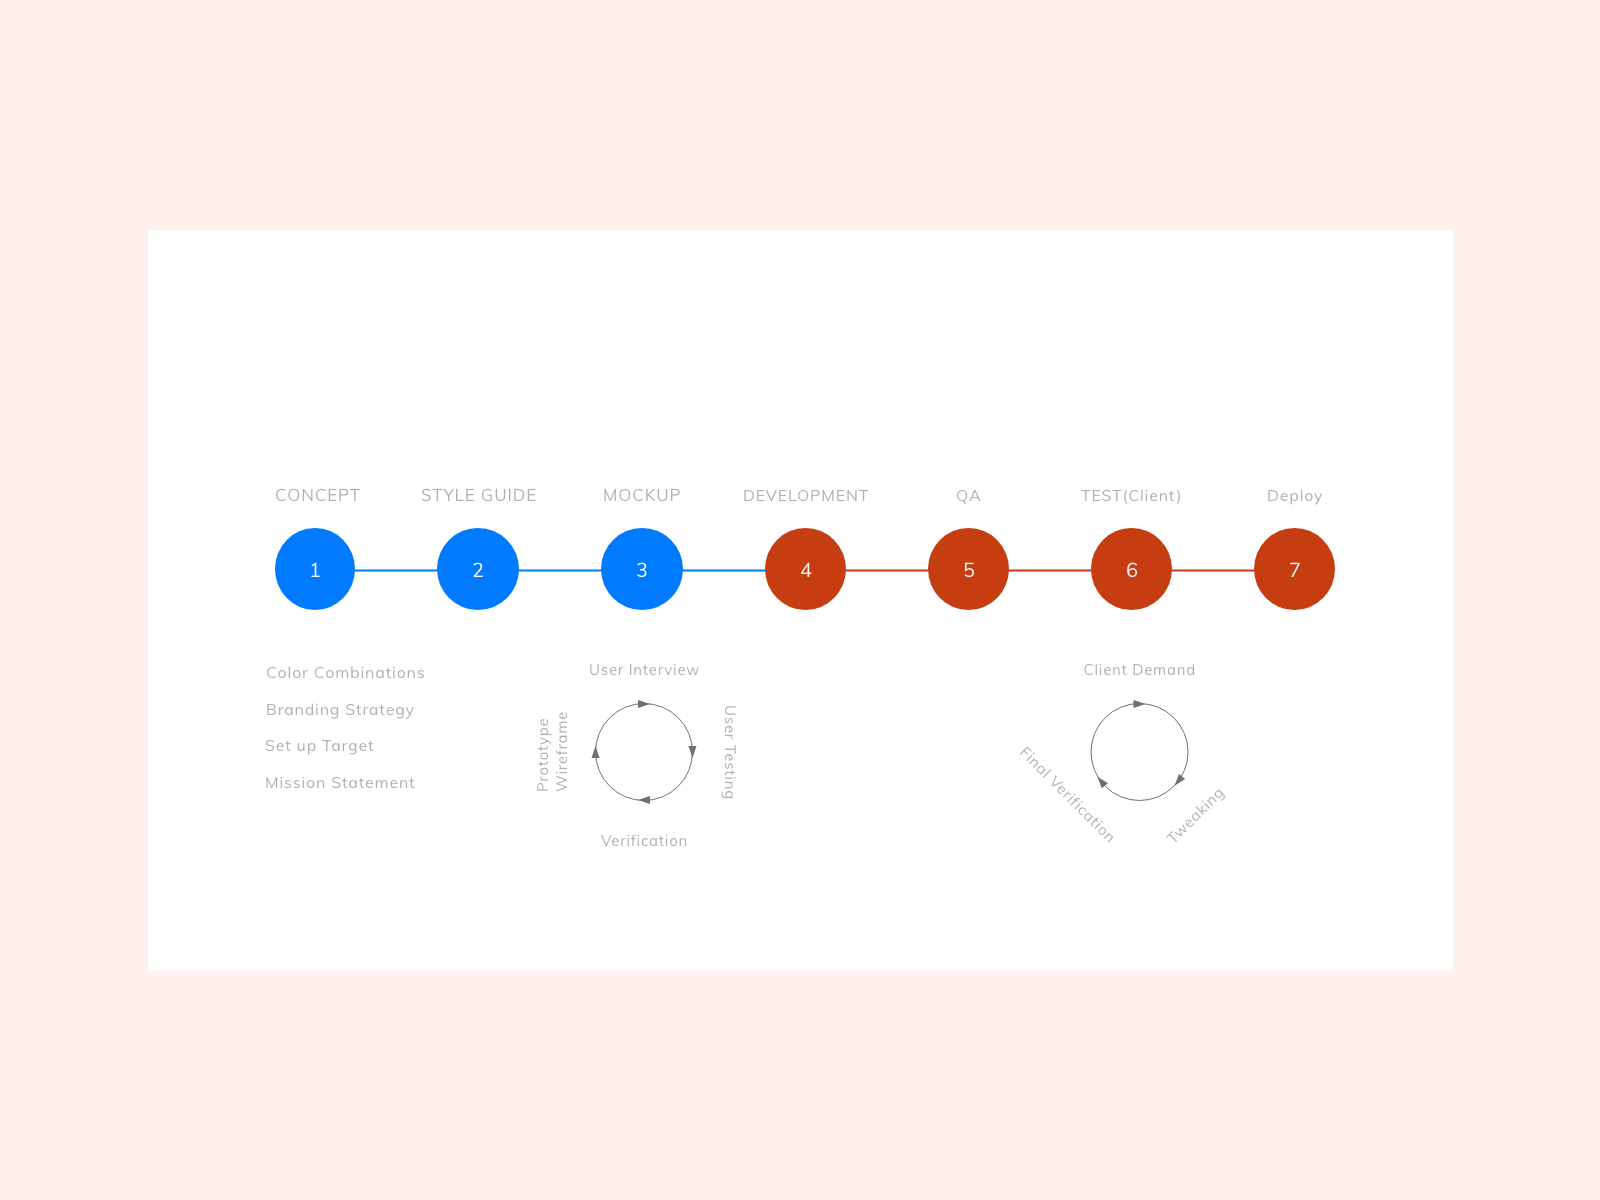 CONCEPT
STYLE GUIDE
MOCKUP
DEVELOPMENT
QA
TEST(Client)
Deploy
1
2
3
4
5
6
7
Color Combinations
Branding Strategy
Set up Target
Mission Statement
User Interview
User Testing
Verification
Prototype
Wireframe
Client Demand
Tweaking
Final Verification